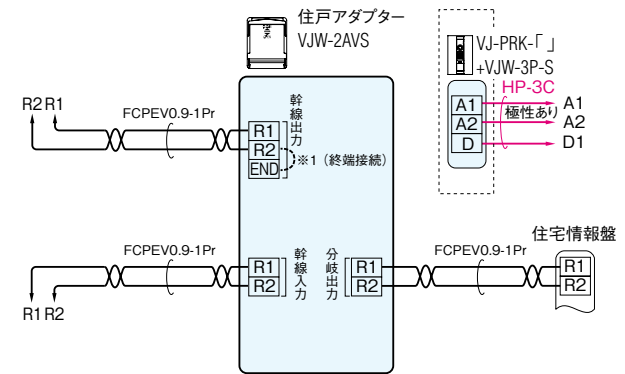 住戸アダプター
VJW-2AVS
VJ-PRK-「 」
+VJW-3P-S
HP-3C
A1
A2
D
極性あり
A1
A2
D1
R2 R1
FCPEV0.9-1Pr
R1
R2
END
幹線出力
※1（終端接続）
FCPEV0.9-1Pr
R1
R2
幹線入力
分岐出力
R1
R2
FCPEV0.9-1Pr
住宅情報盤
R1
R2
R1 R2